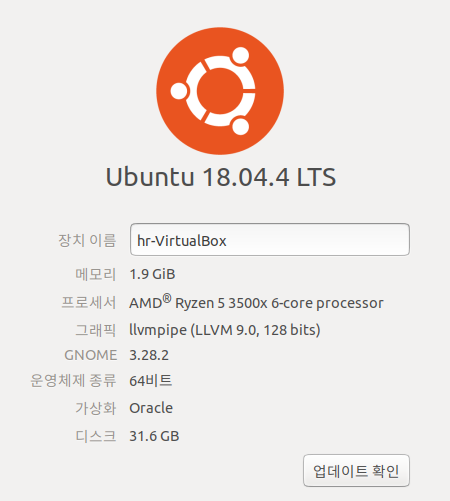 Ubuntu 18.04.4 LTS
장치 이름 hr-VirtualBox
메모리 1.9 GiB
프로세서 AMD® Ryzen 5 3500x 6-core processor
그래픽 llvmpipe (LLVM 9.0, 128 bits)
GNOME 3.28.2
운영체제 종류 64비트
가상화 Oracle
디스크 31.6 GB
업데이트 확인